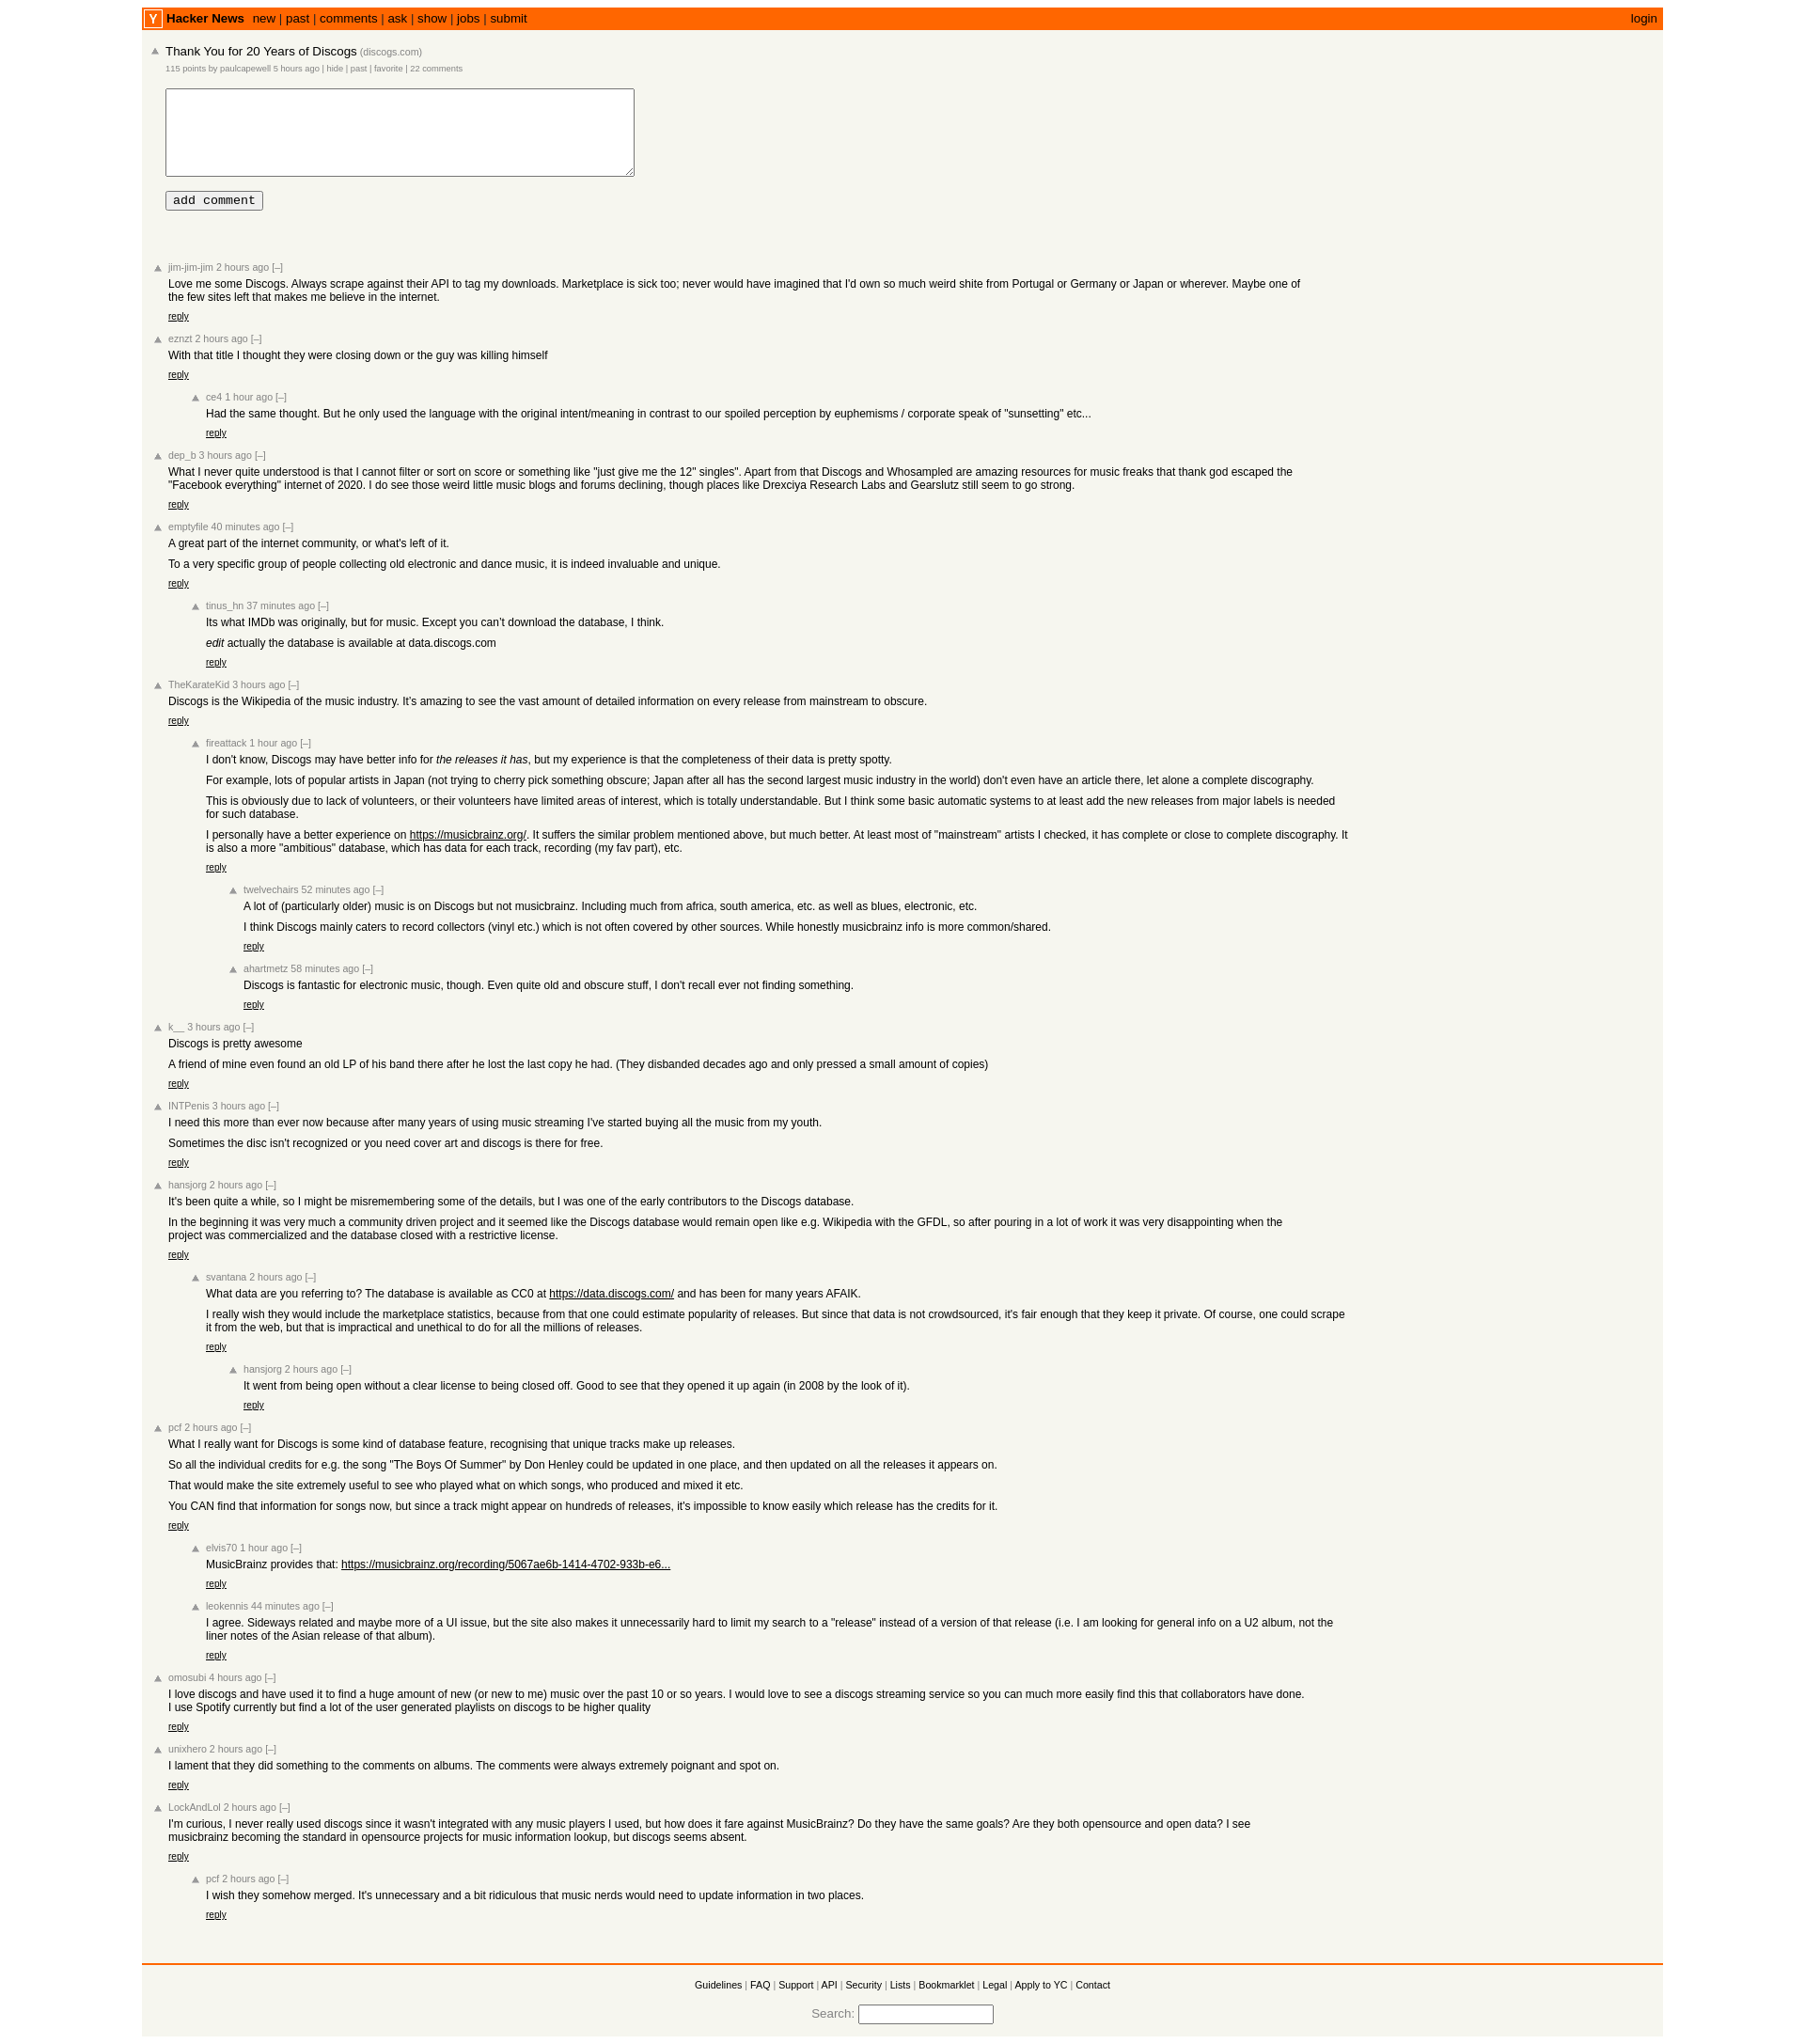 Y Hacker News new | past | comments | ask | show | jobs | submit login
Thank You for 20 Years of Discogs (discogs.com)
115 points by paulcapewell 5 hours ago | hide | past | favorite | 22 comments
add comment
jim-jim-jim 2 hours ago [–]
Love me some Discogs. Always scrape against their API to tag my downloads. Marketplace is sick too; never would have imagined that I'd own so much weird shite from Portugal or Germany or Japan or wherever. Maybe one of
the few sites left that makes me believe in the internet.
reply
eznzt 2 hours ago [–]
With that title I thought they were closing down or the guy was killing himself
reply
ce4 1 hour ago [–]
Had the same thought. But he only used the language with the original intent/meaning in contrast to our spoiled perception by euphemisms / corporate speak of "sunsetting" etc...
reply
dep_b 3 hours ago [–]
What I never quite understood is that I cannot filter or sort on score or something like "just give me the 12" singles". Apart from that Discogs and Whosampled are amazing resources for music freaks that thank god escaped the
"Facebook everything" internet of 2020. I do see those weird little music blogs and forums declining, though places like Drexciya Research Labs and Gearslutz still seem to go strong.
reply
emptyfile 40 minutes ago [–]
A great part of the internet community, or what's left of it.
To a very specific group of people collecting old electronic and dance music, it is indeed invaluable and unique.
reply
tinus_hn 37 minutes ago [–]
Its what IMDb was originally, but for music. Except you can’t download the database, I think.
edit actually the database is available at data.discogs.com
reply
TheKarateKid 3 hours ago [–]
Discogs is the Wikipedia of the music industry. It’s amazing to see the vast amount of detailed information on every release from mainstream to obscure.
reply
fireattack 1 hour ago [–]
I don't know, Discogs may have better info for the releases it has, but my experience is that the completeness of their data is pretty spotty.
For example, lots of popular artists in Japan (not trying to cherry pick something obscure; Japan after all has the second largest music industry in the world) don't even have an article there, let alone a complete discography.
This is obviously due to lack of volunteers, or their volunteers have limited areas of interest, which is totally understandable. But I think some basic automatic systems to at least add the new releases from major labels is needed
for such database.
I personally have a better experience on https://musicbrainz.org/. It suffers the similar problem mentioned above, but much better. At least most of "mainstream" artists I checked, it has complete or close to complete discography. It
is also a more "ambitious" database, which has data for each track, recording (my fav part), etc.
reply
twelvechairs 52 minutes ago [–]
A lot of (particularly older) music is on Discogs but not musicbrainz. Including much from africa, south america, etc. as well as blues, electronic, etc.
I think Discogs mainly caters to record collectors (vinyl etc.) which is not often covered by other sources. While honestly musicbrainz info is more common/shared.
reply
ahartmetz 58 minutes ago [–]
Discogs is fantastic for electronic music, though. Even quite old and obscure stuff, I don't recall ever not finding something.
reply
k__ 3 hours ago [–]
Discogs is pretty awesome
A friend of mine even found an old LP of his band there after he lost the last copy he had. (They disbanded decades ago and only pressed a small amount of copies)
reply
INTPenis 3 hours ago [–]
I need this more than ever now because after many years of using music streaming I've started buying all the music from my youth.
Sometimes the disc isn't recognized or you need cover art and discogs is there for free.
reply
hansjorg 2 hours ago [–]
It's been quite a while, so I might be misremembering some of the details, but I was one of the early contributors to the Discogs database.
In the beginning it was very much a community driven project and it seemed like the Discogs database would remain open like e.g. Wikipedia with the GFDL, so after pouring in a lot of work it was very disappointing when the
project was commercialized and the database closed with a restrictive license.
reply
svantana 2 hours ago [–]
What data are you referring to? The database is available as CC0 at https://data.discogs.com/ and has been for many years AFAIK.
I really wish they would include the marketplace statistics, because from that one could estimate popularity of releases. But since that data is not crowdsourced, it's fair enough that they keep it private. Of course, one could scrape
it from the web, but that is impractical and unethical to do for all the millions of releases.
reply
hansjorg 2 hours ago [–]
It went from being open without a clear license to being closed off. Good to see that they opened it up again (in 2008 by the look of it).
reply
pcf 2 hours ago [–]
What I really want for Discogs is some kind of database feature, recognising that unique tracks make up releases.
So all the individual credits for e.g. the song "The Boys Of Summer" by Don Henley could be updated in one place, and then updated on all the releases it appears on.
That would make the site extremely useful to see who played what on which songs, who produced and mixed it etc.
You CAN find that information for songs now, but since a track might appear on hundreds of releases, it's impossible to know easily which release has the credits for it.
reply
elvis70 1 hour ago [–]
MusicBrainz provides that: https://musicbrainz.org/recording/5067ae6b-1414-4702-933b-e6...
reply
leokennis 44 minutes ago [–]
I agree. Sideways related and maybe more of a UI issue, but the site also makes it unnecessarily hard to limit my search to a "release" instead of a version of that release (i.e. I am looking for general info on a U2 album, not the
liner notes of the Asian release of that album).
reply
omosubi 4 hours ago [–]
I love discogs and have used it to find a huge amount of new (or new to me) music over the past 10 or so years. I would love to see a discogs streaming service so you can much more easily find this that collaborators have done.
I use Spotify currently but find a lot of the user generated playlists on discogs to be higher quality
reply
unixhero 2 hours ago [–]
I lament that they did something to the comments on albums. The comments were always extremely poignant and spot on.
reply
LockAndLol 2 hours ago [–]
I'm curious, I never really used discogs since it wasn't integrated with any music players I used, but how does it fare against MusicBrainz? Do they have the same goals? Are they both opensource and open data? I see
musicbrainz becoming the standard in opensource projects for music information lookup, but discogs seems absent.
reply
pcf 2 hours ago [–]
I wish they somehow merged. It's unnecessary and a bit ridiculous that music nerds would need to update information in two places.
reply
Guidelines | FAQ | Support | API | Security | Lists | Bookmarklet | Legal | Apply to YC | Contact
Search: